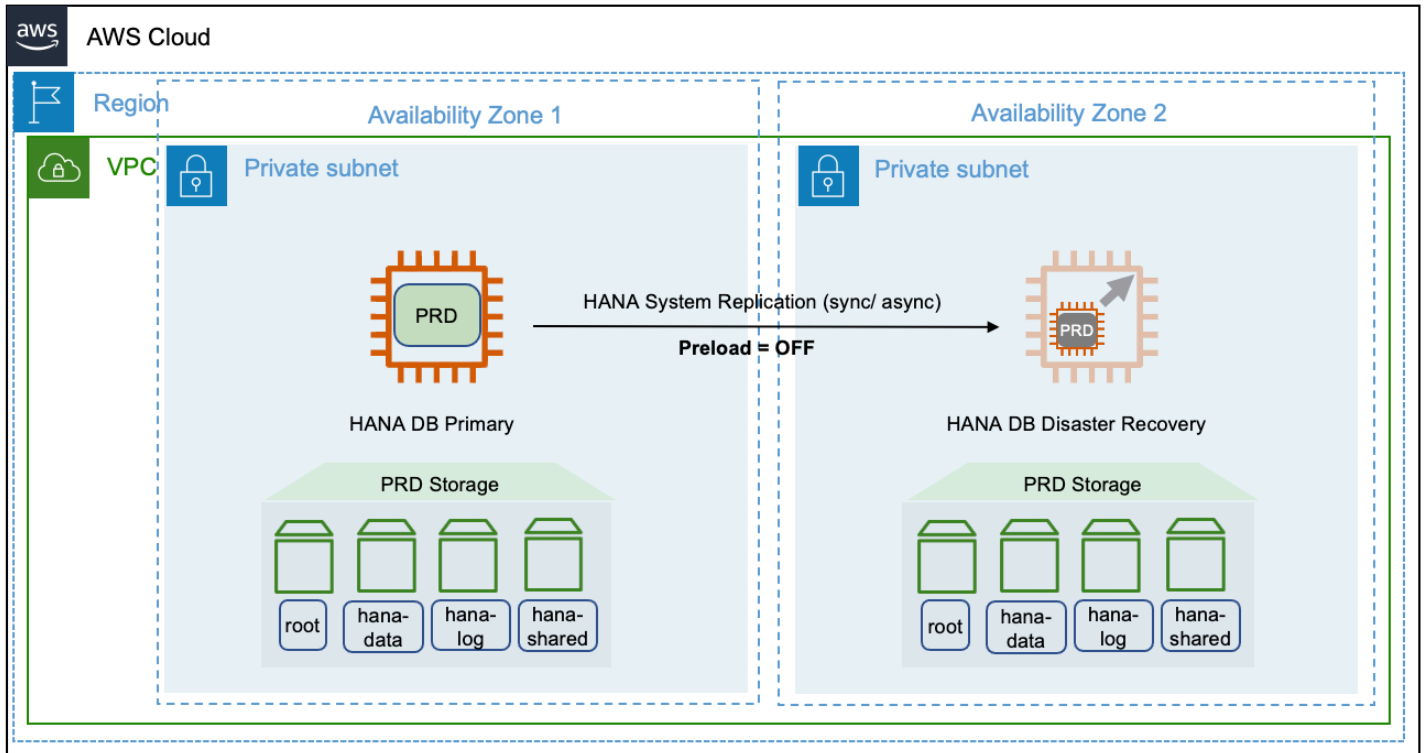 aws
AWS Cloud
Region
Availability Zone 1
Availability Zone 2
VPC
Private subnet
Private subnet
PRD
HANA System Replication (sync/ async)
Preload = OFF
PRD
HANA DB Primary
HANA DB Disaster Recovery
PRD Storage
PRD Storage
root
hana-
data
hana-
log
hana-
shared
root
hana-
data
hana-
log
hana-
shared